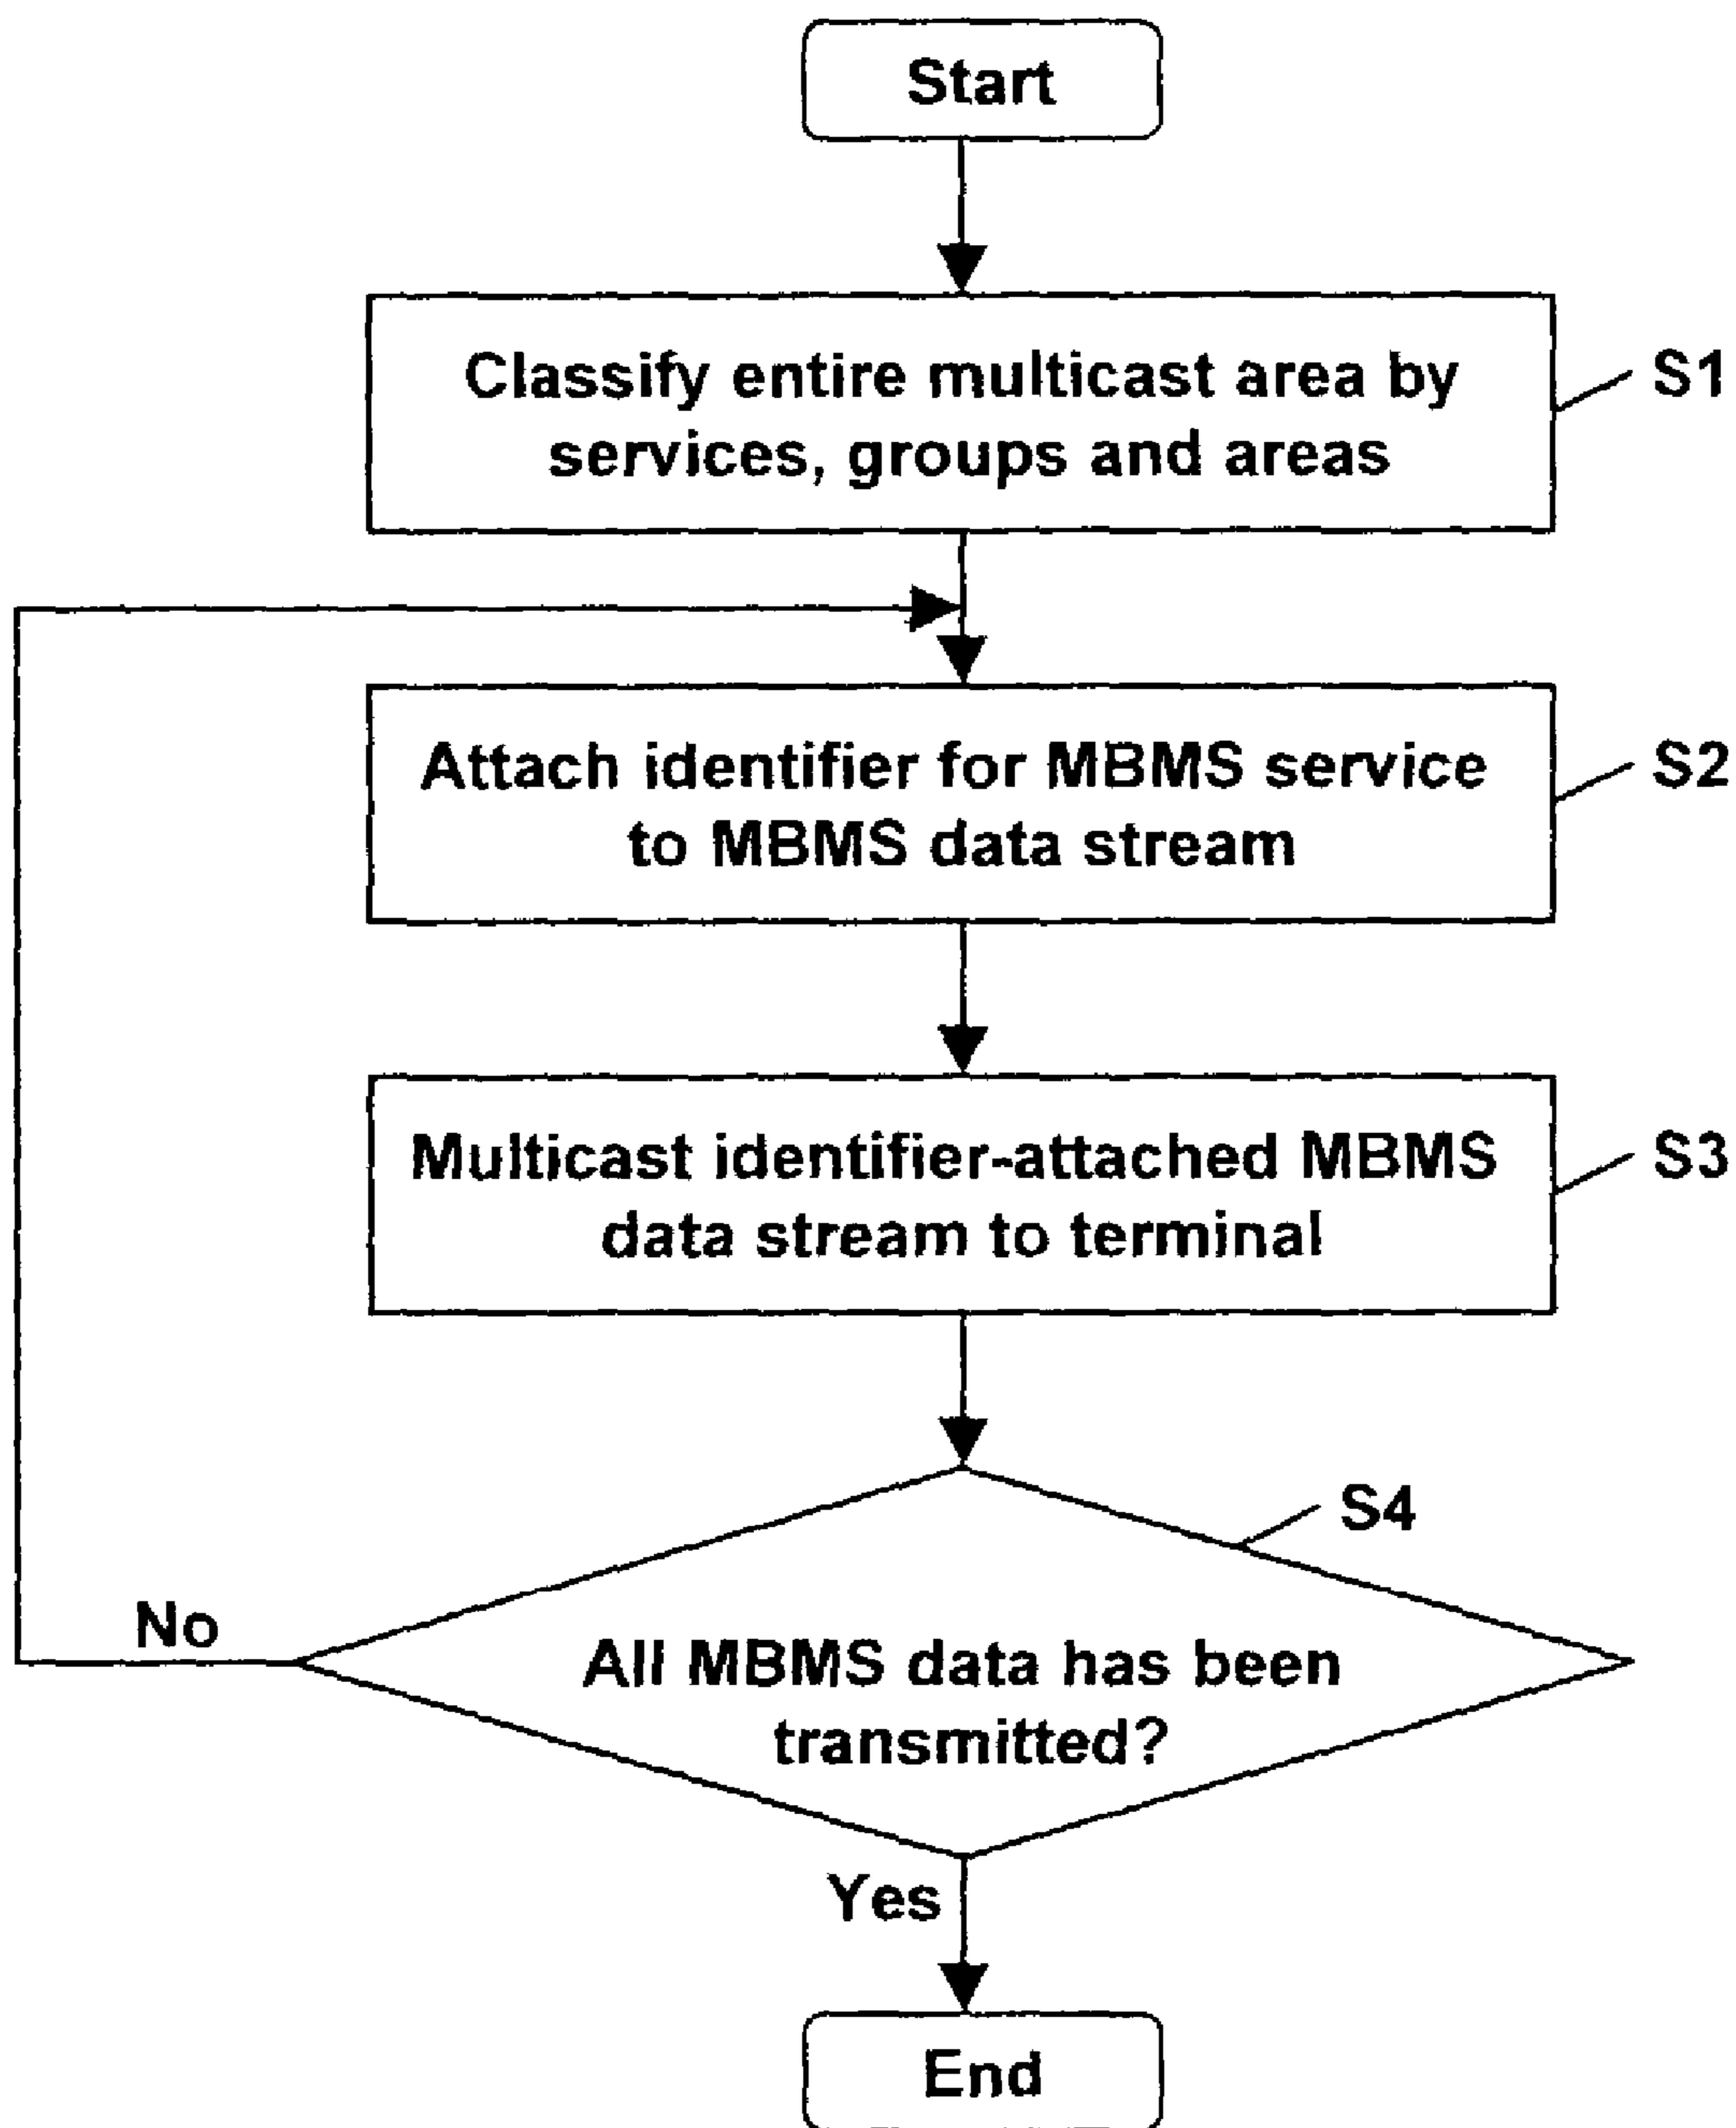 Start
Classify entire multicast area by
services, groups and areas
S1
Attach identifier for MBMS service
to MBMS data stream
S2
Multicast identifier-attached MBMS
data stream to terminal
S3
S4
All MBMS data has been
transmitted?
No
Yes
End